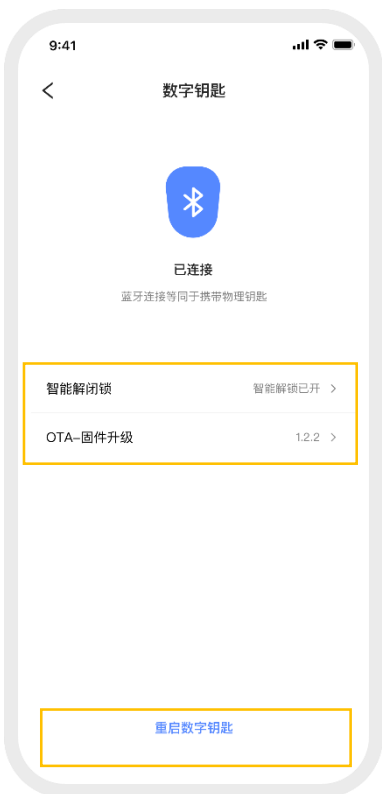 9:41
数字钥匙
已连接
蓝牙连接等同于携带物理钥匙
智能解闭锁 智能解锁已开
OTA-固件升级 1.2.2
重启数字钥匙